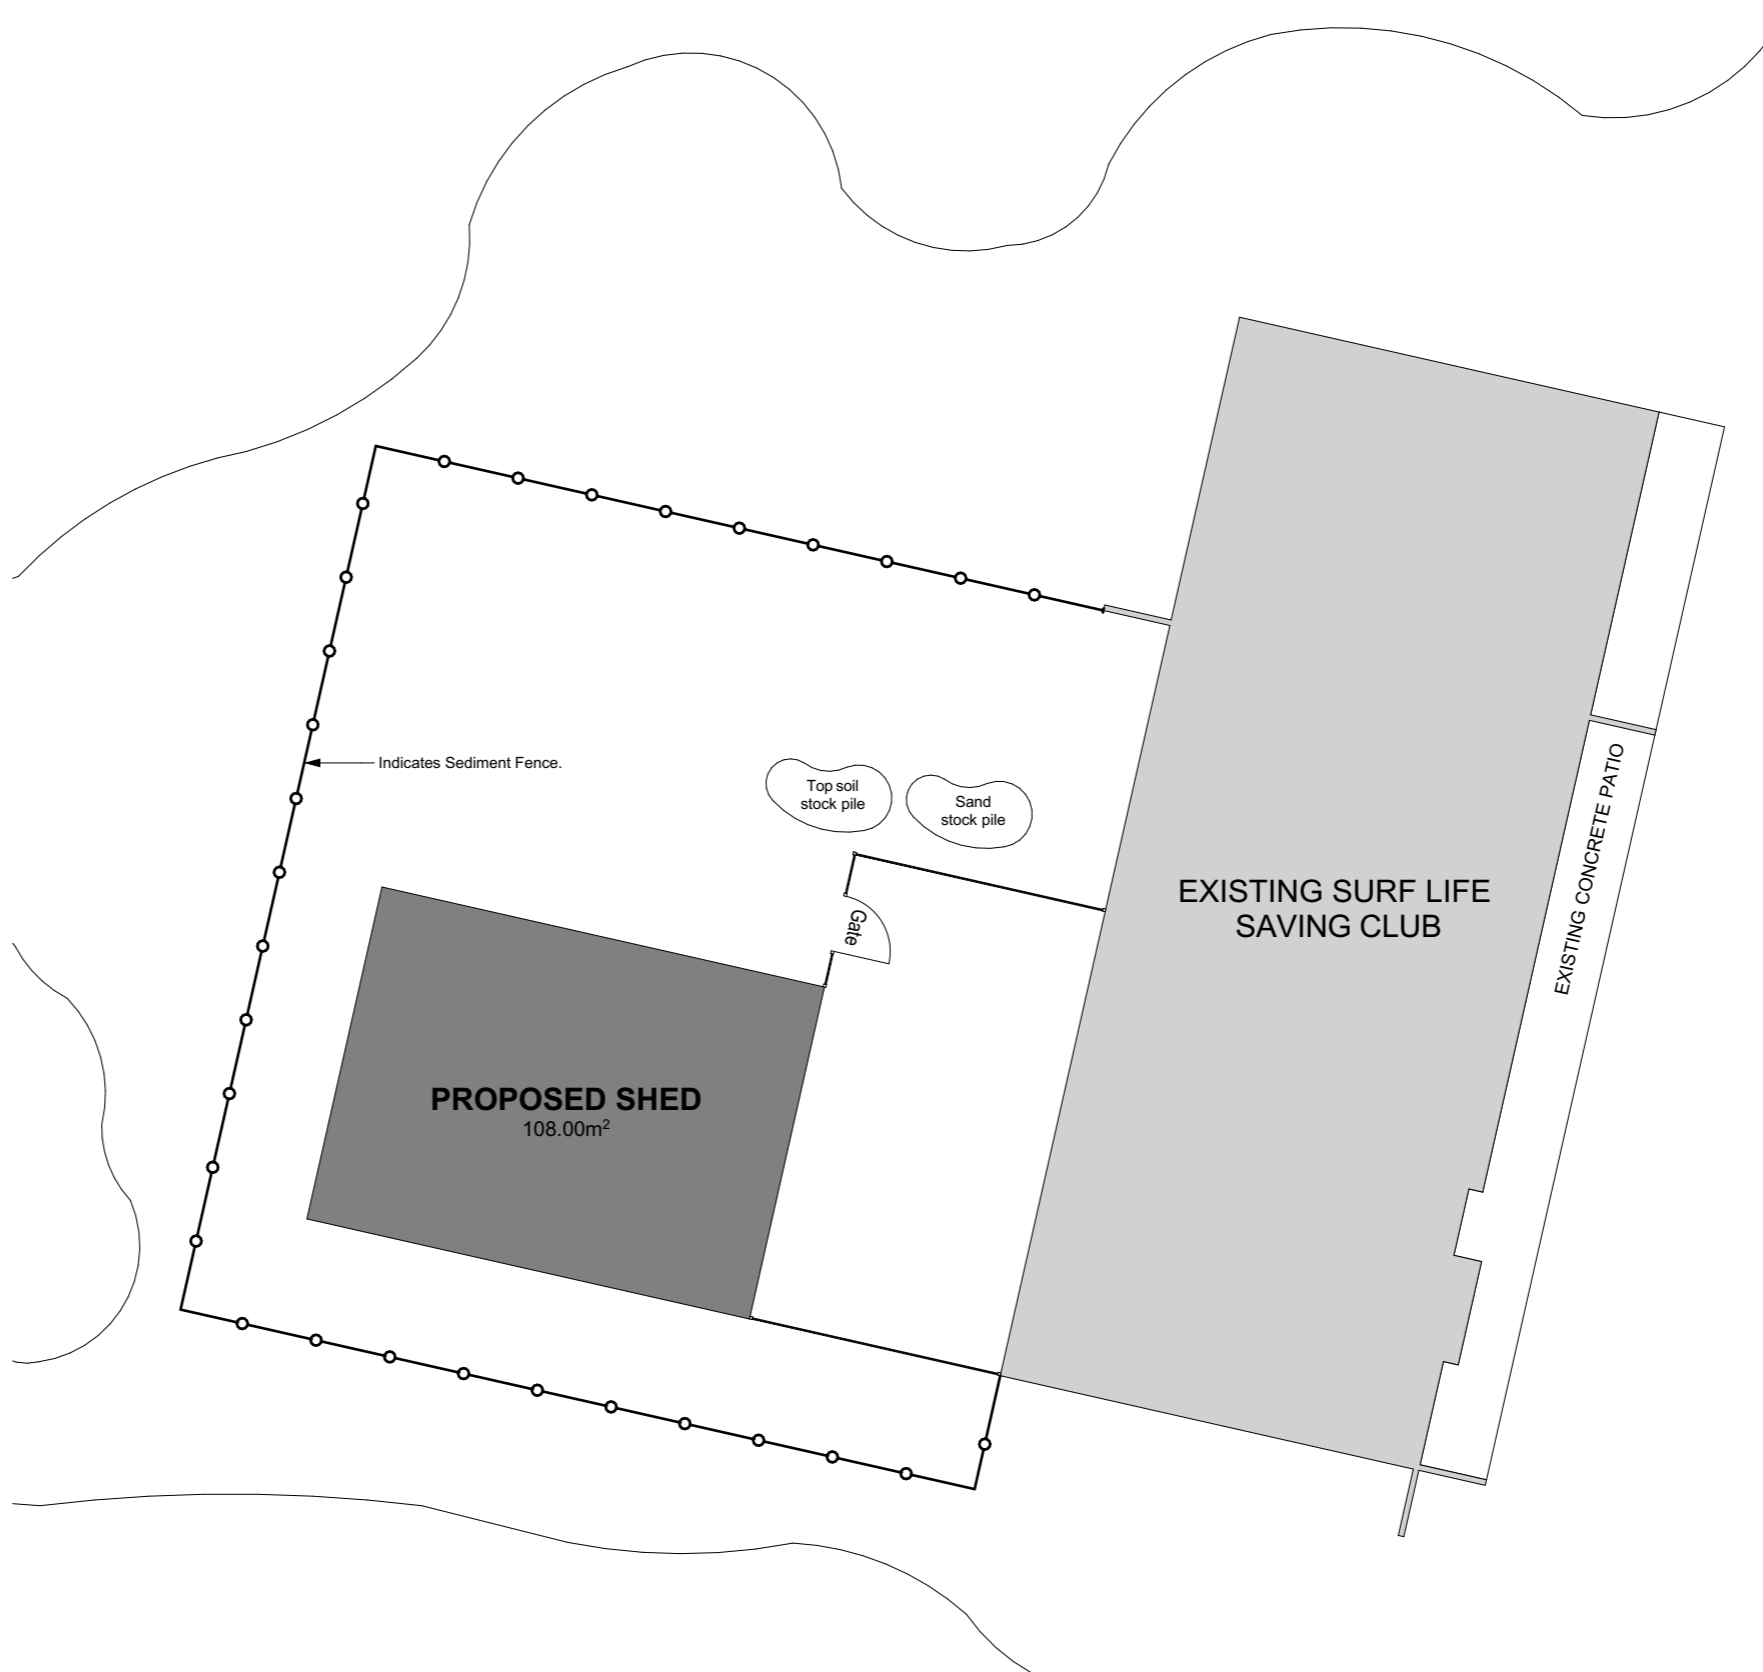 Indicates Sediment Fence.
Top soil
stock pile
Sand
stock pile
Gate
EXISTING SURF LIFE
SAVING CLUB
EXISTING CONCRETE PATIO
PROPOSED SHED
108.00m²